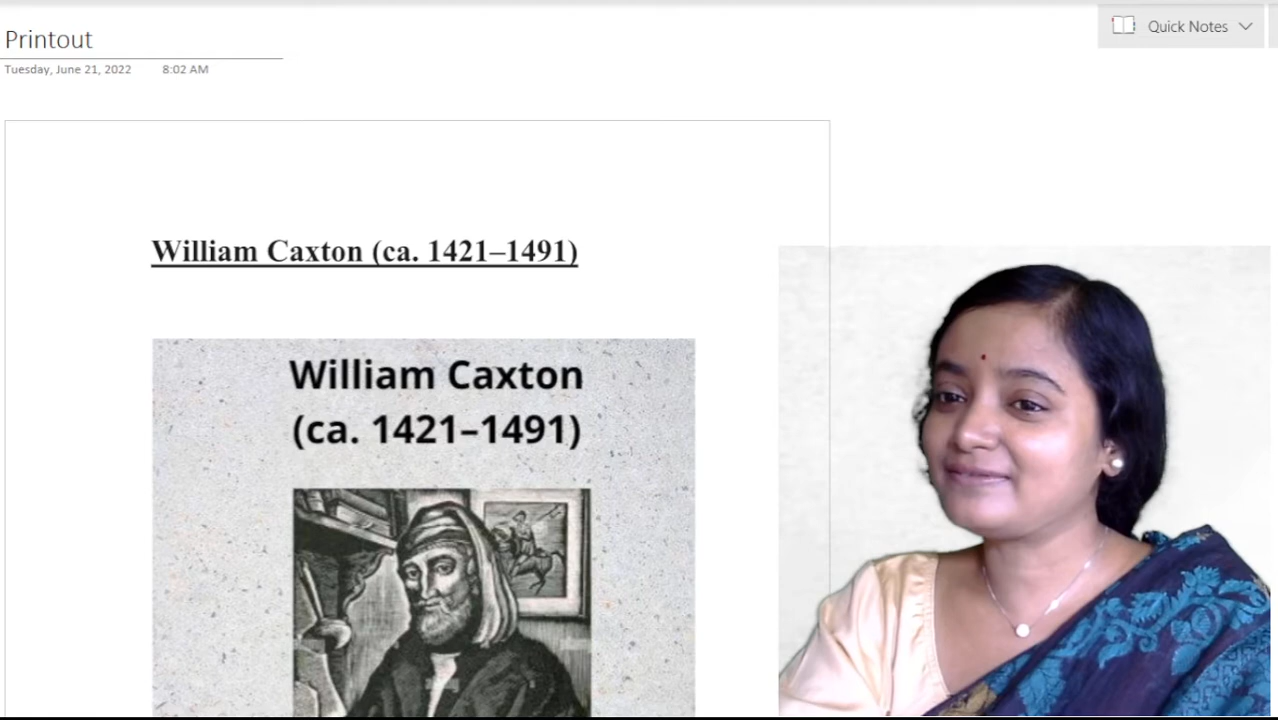 Printout
Quick Notes
Tuesday, June 21, 2022 8:02 AM
William Caxton (ca. 1421–1491)
William Caxton
(ca. 1421–1491)